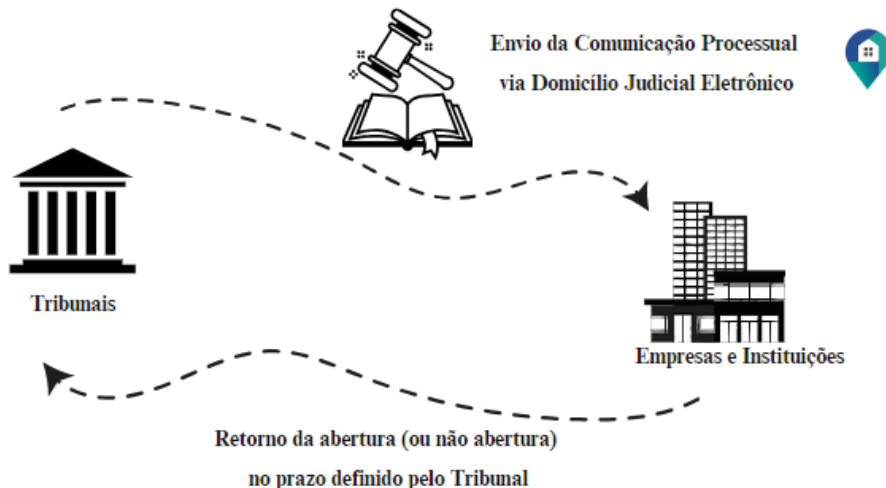 Envio da Comunicação Processual
via Domicílio Judicial Eletrônico
Tribunais
Empresas e Instituições
Retorno da abertura (ou não abertura)
no prazo definido pelo Tribunal